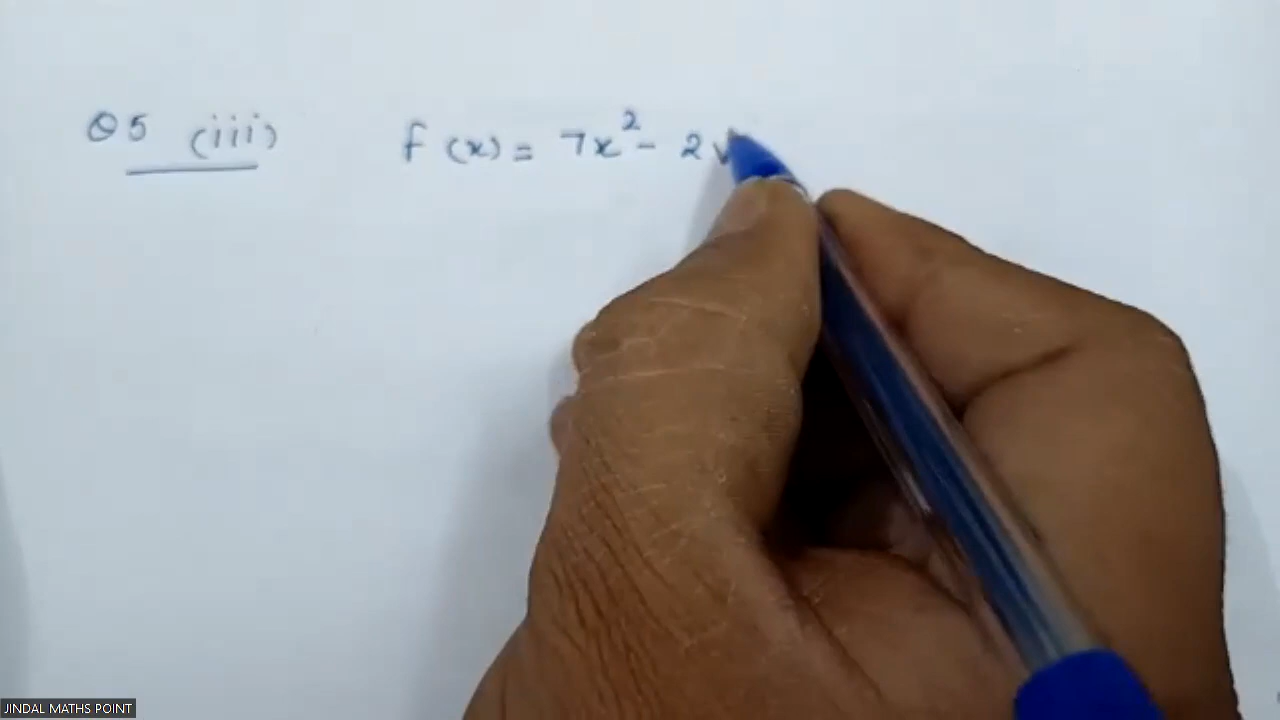 Q5 (iii) f(x) = 7x² - 2√
JINDAL MATHS POINT